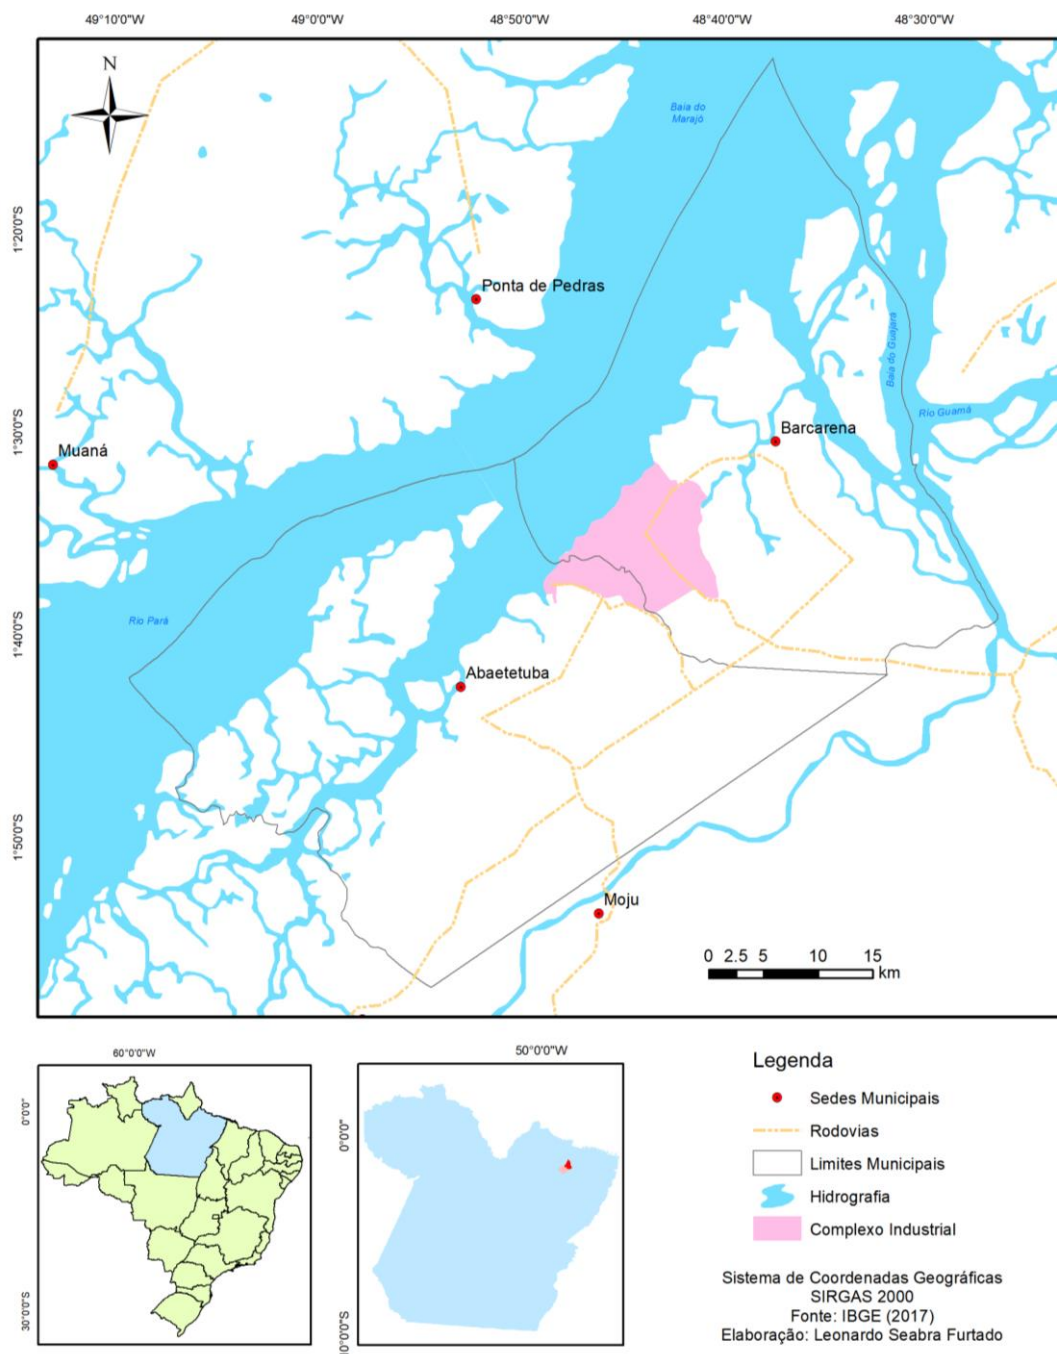 49°10'0"W
49°0'0"W
48°50'0"W
48°40'0"W
48°30'0"W
N
Baía do
Marajó
1°20'0"S
Ponta de Pedras
Baía do Guajara
Rio Guamá
1°30'0"S
Barcarena
Muaná
Rio Pará
1°40'0"S
Abaetetuba
1°50'0"S
Moju
0 2.5 5 10 15
km
60°0'0"W
50°0'0"W
0°0'0"
30°0'0"S
0°0'0"
10°0'0"S
Legenda
Sedes Municipais
Rodovias
Limites Municipais
Hidrografia
Complexo Industrial
Sistema de Coordenadas Geográficas
SIRGAS 2000
Fonte: IBGE (2017)
Elaboração: Leonardo Seabra Furtado